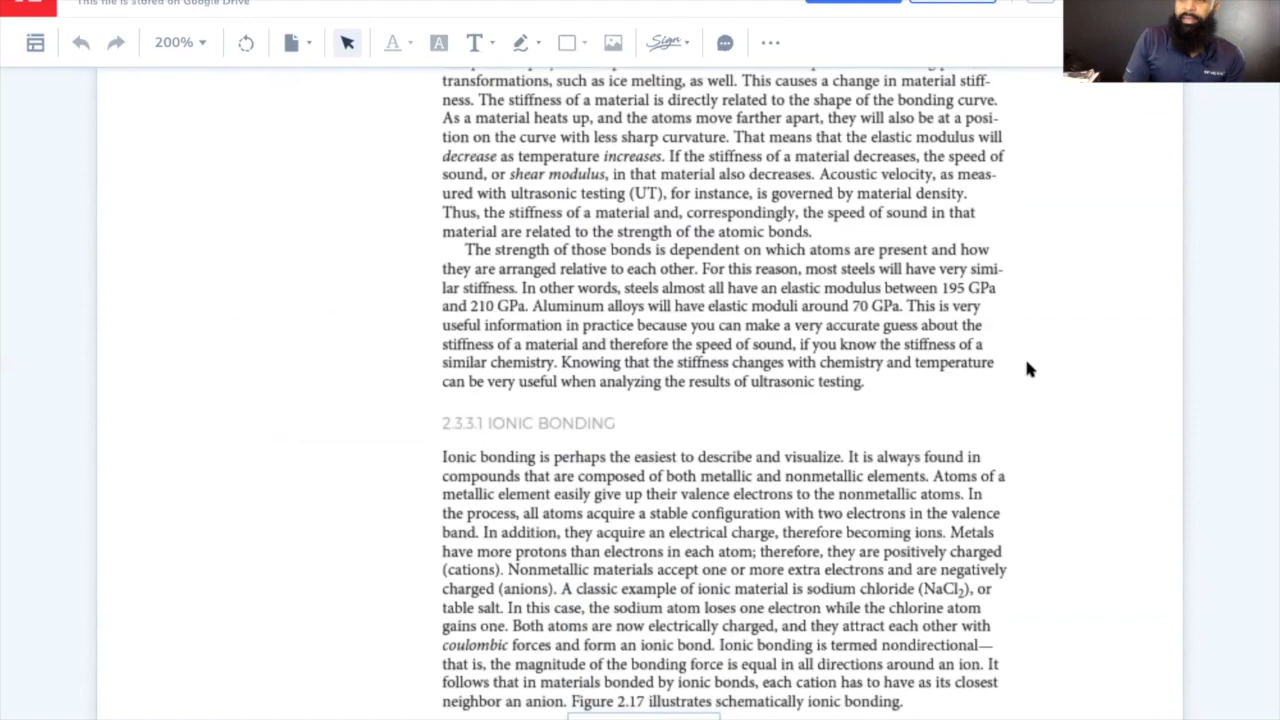 This file is stored on Google Drive
200%
Sign
transformations, such as ice melting, as well. This causes a change in material stiff-
ness. The stiffness of a material is directly related to the shape of the bonding curve.
As a material heats up, and the atoms move farther apart, they will also be at a posi-
tion on the curve with less sharp curvature. That means that the elastic modulus will
decrease as temperature increases. If the stiffness of a material decreases, the speed of
sound, or shear modulus, in that material also decreases. Acoustic velocity, as meas-
ured with ultrasonic testing (UT), for instance, is governed by material density.
Thus, the stiffness of a material and, correspondingly, the speed of sound in that
material are related to the strength of the atomic bonds.
The strength of those bonds is dependent on which atoms are present and how
they are arranged relative to each other. For this reason, most steels will have very simi-
lar stiffness. In other words, steels almost all have an elastic modulus between 195 GPa
and 210 GPa. Aluminum alloys will have elastic moduli around 70 GPa. This is very
useful information in practice because you can make a very accurate guess about the
stiffness of a material and therefore the speed of sound, if you know the stiffness of a
similar chemistry. Knowing that the stiffness changes with chemistry and temperature
can be very useful when analyzing the results of ultrasonic testing.
2.3.3.1 IONIC BONDING
Ionic bonding is perhaps the easiest to describe and visualize. It is always found in
compounds that are composed of both metallic and nonmetallic elements. Atoms of a
metallic element easily give up their valence electrons to the nonmetallic atoms. In
the process, all atoms acquire a stable configuration with two electrons in the valence
band. In addition, they acquire an electrical charge, therefore becoming ions. Metals
have more protons than electrons in each atom; therefore, they are positively charged
(cations). Nonmetallic materials accept one or more extra electrons and are negatively
charged (anions). A classic example of ionic material is sodium chloride (NaCl₂), or
table salt. In this case, the sodium atom loses one electron while the chlorine atom
gains one. Both atoms are now electrically charged, and they attract each other with
coulombic forces and form an ionic bond. Ionic bonding is termed nondirectional—
that is, the magnitude of the bonding force is equal in all directions around an ion. It
follows that in materials bonded by ionic bonds, each cation has to have as its closest
neighbor an anion. Figure 2.17 illustrates schematically ionic bonding.